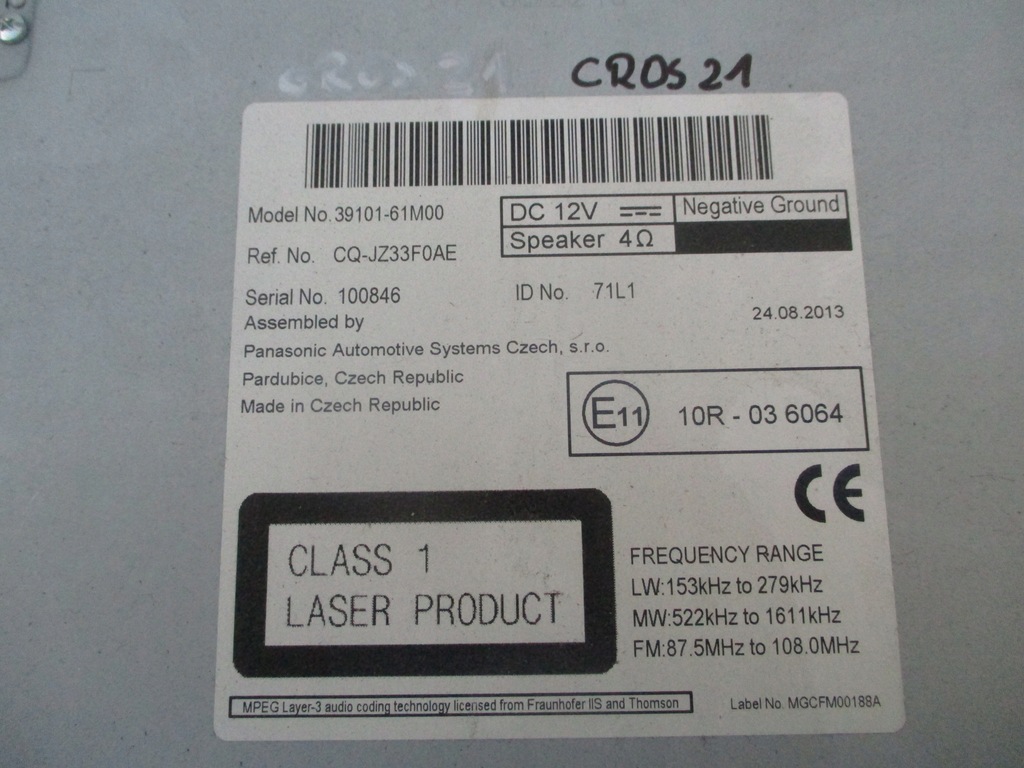 CROS 21
CROS 21
Model No. 39101-61M00
DC 12V
Negative Ground
Speaker 4Ω
Ref. No. CQ-JZ33F0AE
Serial No. 100846
ID No. 71L1
24.08.2013
Assembled by
Panasonic Automotive Systems Czech, s.r.o.
Pardubice, Czech Republic
Made in Czech Republic
E11 10R - 03 6064
CE
CLASS 1
LASER PRODUCT
FREQUENCY RANGE
LW:153kHz to 279kHz
MW:522kHz to 1611kHz
FM:87.5MHz to 108.0MHz
MPEG Layer-3 audio coding technology licensed from Fraunhofer IIS and Thomson
Label No. MGCFM00188A